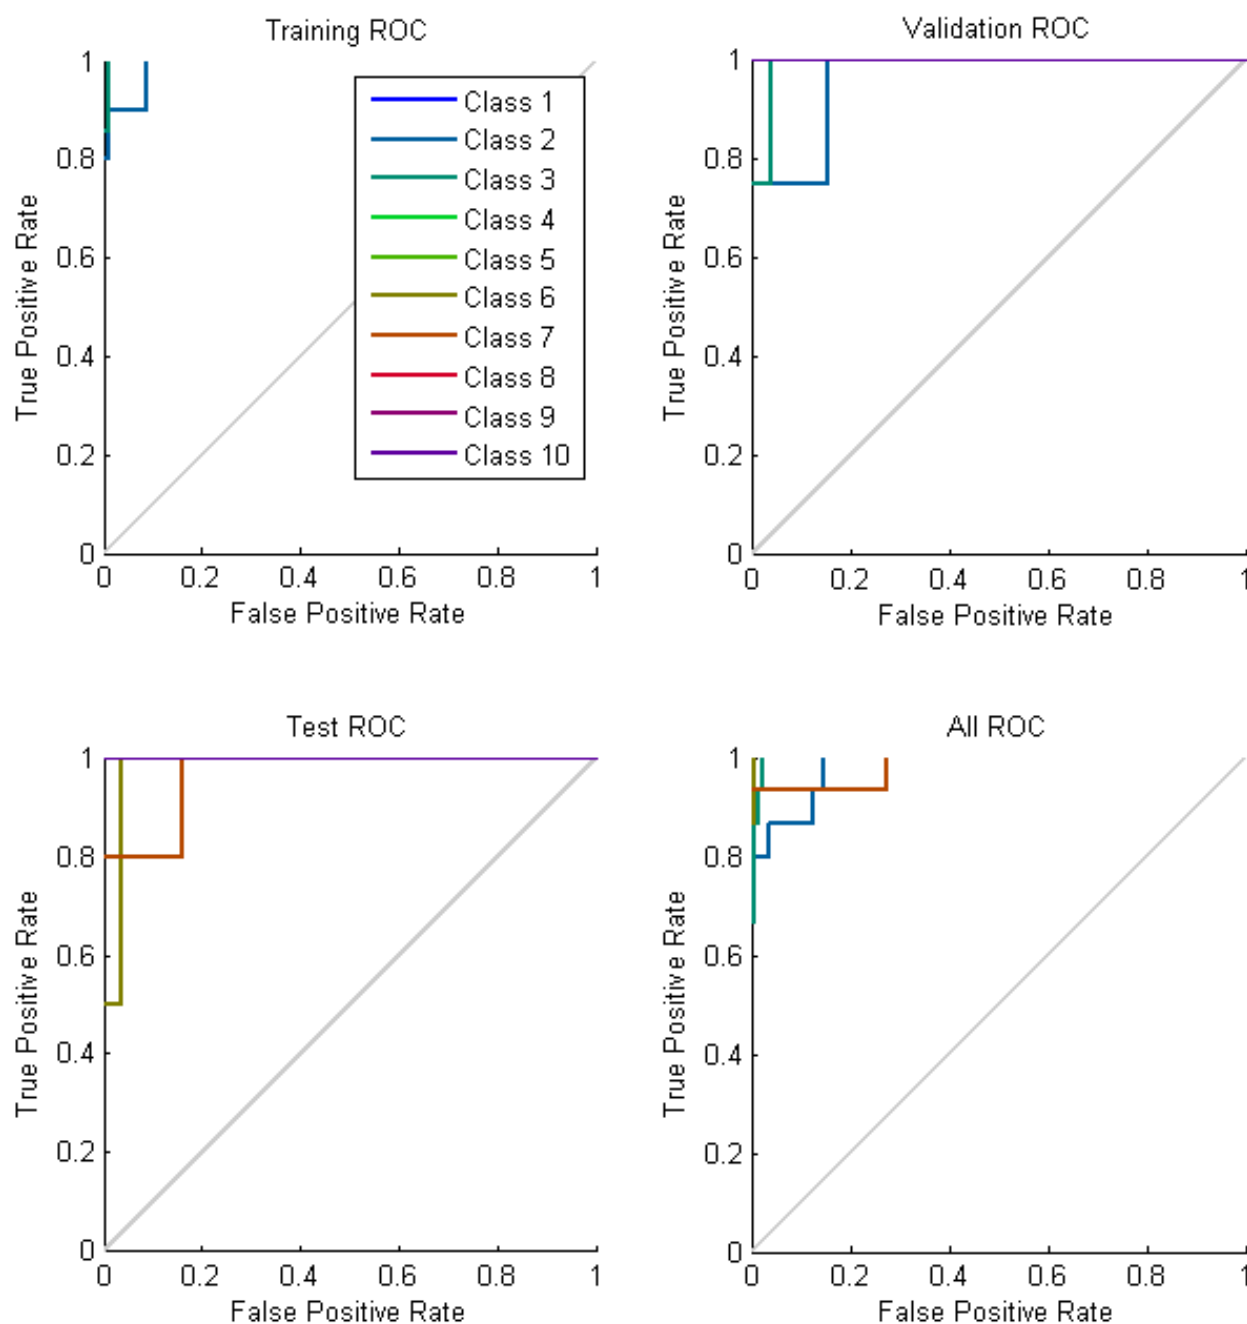 Training ROC
True Positive Rate
1
0.8
0.6
0.4
0.2
0
0 0.2 0.4 0.6 0.8 1
False Positive Rate
Class 1
Class 2
Class 3
Class 4
Class 5
Class 6
Class 7
Class 8
Class 9
Class 10
Validation ROC
True Positive Rate
1
0.8
0.6
0.4
0.2
0
0 0.2 0.4 0.6 0.8 1
False Positive Rate
Test ROC
True Positive Rate
1
0.8
0.6
0.4
0.2
0
0 0.2 0.4 0.6 0.8 1
False Positive Rate
All ROC
True Positive Rate
1
0.8
0.6
0.4
0.2
0
0 0.2 0.4 0.6 0.8 1
False Positive Rate